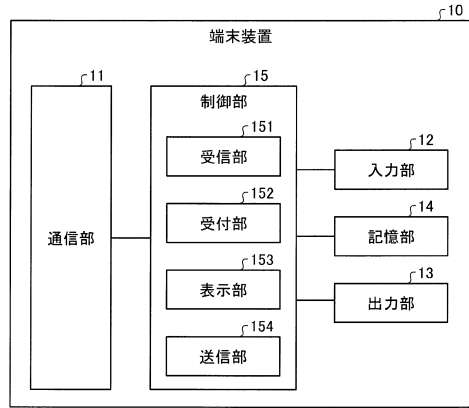 10
端末装置
11
通信部
15
制御部
151
受信部
152
受付部
153
表示部
154
送信部
12
入力部
14
記憶部
13
出力部